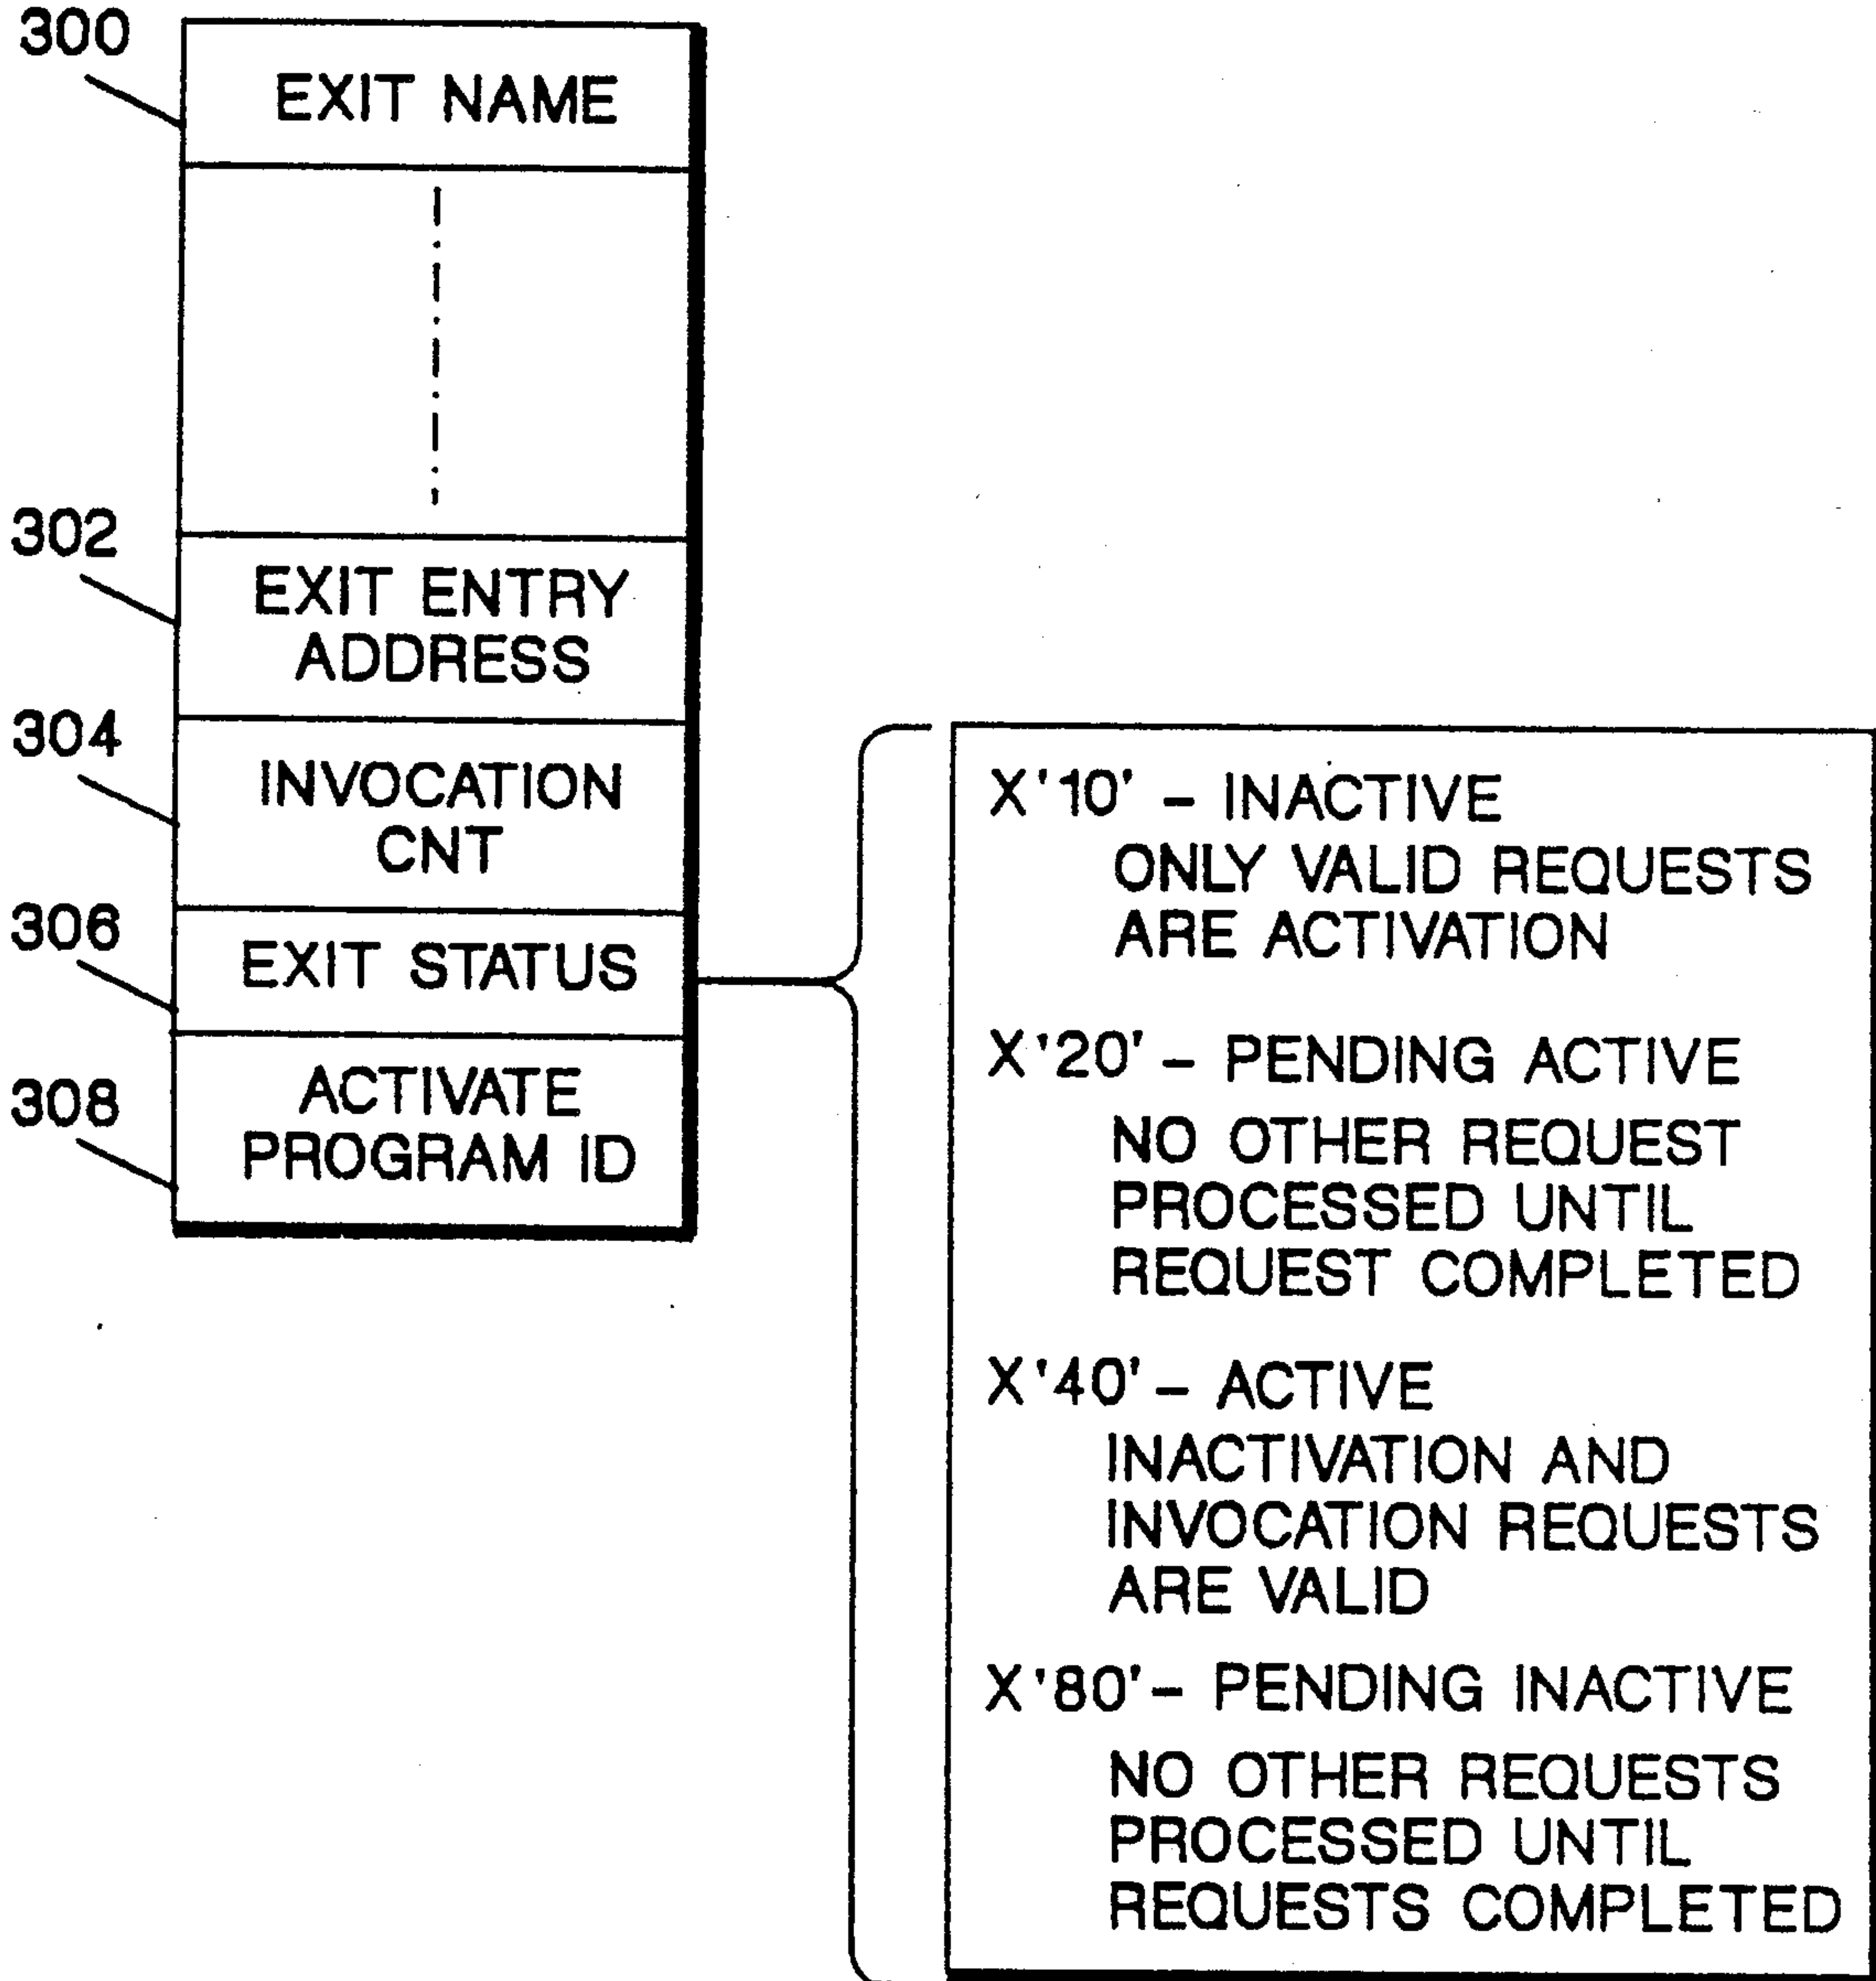 300
EXIT NAME
302
EXIT ENTRY
ADDRESS
304
INVOCATION
CNT
306
EXIT STATUS
308
ACTIVATE
PROGRAM ID
X'10' – INACTIVE
ONLY VALID REQUESTS
ARE ACTIVATION
X'20' – PENDING ACTIVE
NO OTHER REQUEST
PROCESSED UNTIL
REQUEST COMPLETED
X'40' – ACTIVE
INACTIVATION AND
INVOCATION REQUESTS
ARE VALID
X'80' – PENDING INACTIVE
NO OTHER REQUESTS
PROCESSED UNTIL
REQUESTS COMPLETED